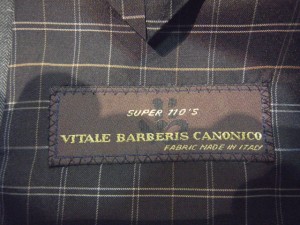 SUPER 110'S
VITALE BARBERIS CANONICO
FABRIC MADE IN ITALY